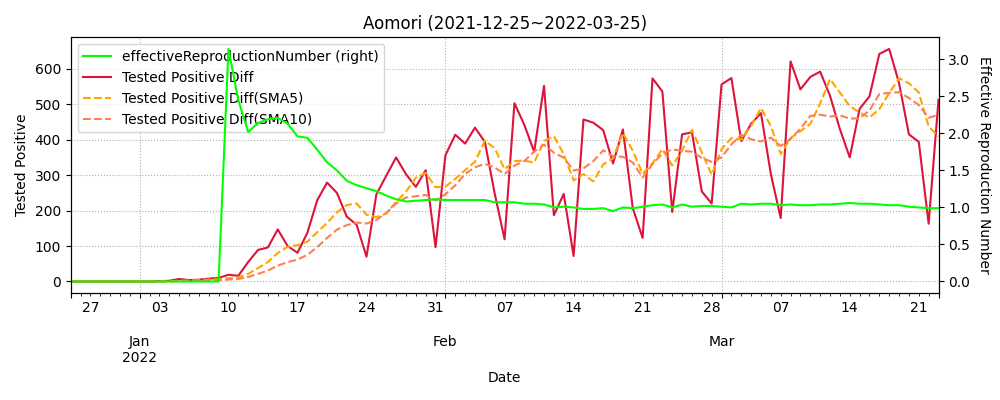 Aomori (2021-12-25~2022-03-25)
effectiveReproductionNumber (right)
Tested Positive Diff
Tested Positive Diff(SMA5)
Tested Positive Diff(SMA10)
Tested Positive
600
500
400
300
200
100
0
3.0
2.5
2.0
1.5
1.0
0.5
0.0
Effective Reproduction Number
27 03 10 17 24 31 07 14 21 28 07 14 21
Jan Feb Mar
2022
Date